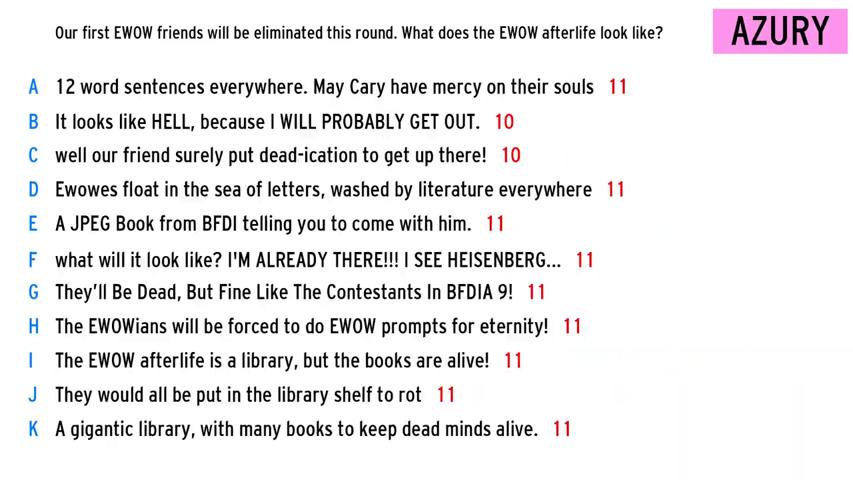 Our first EWOW friends will be eliminated this round. What does the EWOW afterlife look like?
AZURY
A 12 word sentences everywhere. May Cary have mercy on their souls 11
B It looks like HELL, because I WILL PROBABLY GET OUT. 10
C well our friend surely put dead-ication to get up there! 10
D Ewowes float in the sea of letters, washed by literature everywhere 11
E A JPEG Book from BFDI telling you to come with him. 11
F what will it look like? I'M ALREADY THERE!!! I SEE HEISENBERG... 11
G They'll Be Dead, But Fine Like The Contestants In BFDIA 9! 11
H The EWOWians will be forced to do EWOW prompts for eternity! 11
I The EWOW afterlife is a library, but the books are alive! 11
J They would all be put in the library shelf to rot 11
K A gigantic library, with many books to keep dead minds alive. 11